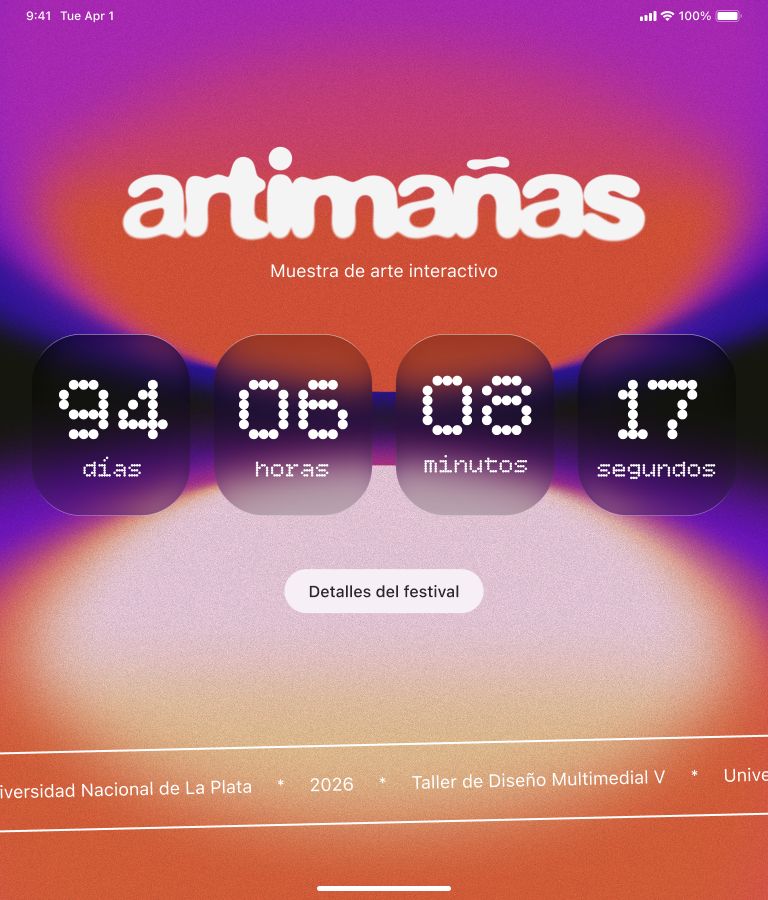 9:41 Tue Apr 1
100%
artimañas
Muestra de arte interactivo
94 06 08 17
días horas minutos segundos
Detalles del festival
iversidad Nacional de La Plata * 2026 * Taller de Diseño Multimedial V * Unive